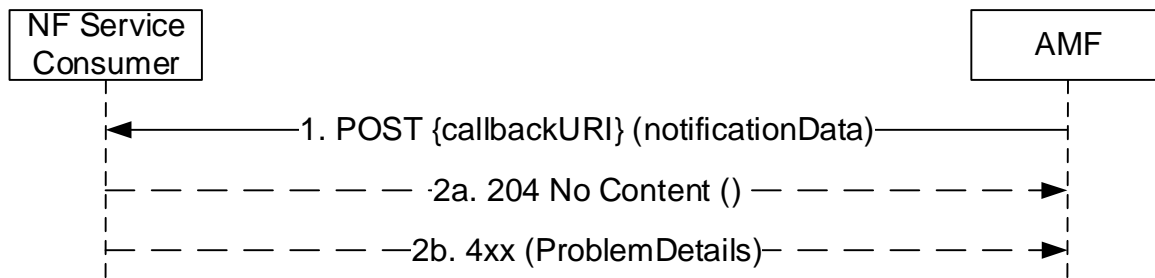 NF Service
Consumer
AMF
1. POST {callbackURI} (notificationData)
2a. 204 No Content ()
2b. 4xx (ProblemDetails)